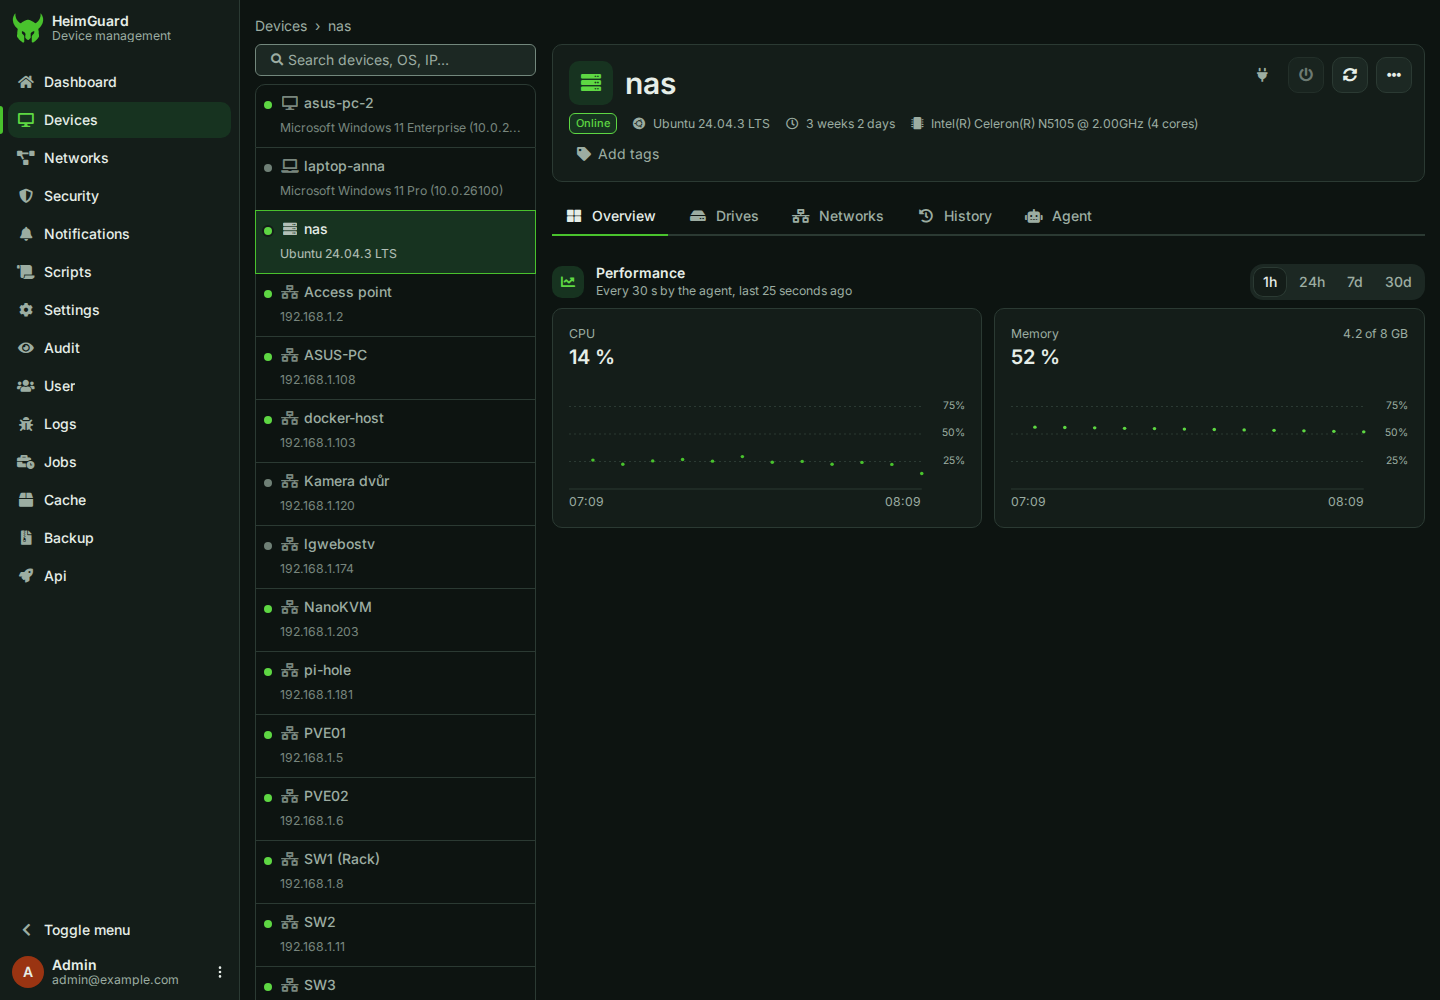 HeimGuard
Device management
Dashboard
Devices
Networks
Security
Notifications
Scripts
Settings
Audit
User
Logs
Jobs
Cache
Backup
Api
Toggle menu
A
Admin
admin@example.com
Devices › nas
Search devices, OS, IP...
asus-pc-2
Microsoft Windows 11 Enterprise (10.0.2...
laptop-anna
Microsoft Windows 11 Pro (10.0.26100)
nas
Ubuntu 24.04.3 LTS
Access point
192.168.1.2
ASUS-PC
192.168.1.108
docker-host
192.168.1.103
Kamera dvůr
192.168.1.120
lgwebostv
192.168.1.174
NanoKVM
192.168.1.203
pi-hole
192.168.1.181
PVE01
192.168.1.5
PVE02
192.168.1.6
SW1 (Rack)
192.168.1.8
SW2
192.168.1.11
SW3
nas
Online Ubuntu 24.04.3 LTS 3 weeks 2 days Intel(R) Celeron(R) N5105 @ 2.00GHz (4 cores)
Add tags
Overview Drives Networks History Agent
Performance
Every 30 s by the agent, last 25 seconds ago
1h 24h 7d 30d
CPU
14 %
75%
50%
25%
07:09 08:09
Memory 4.2 of 8 GB
52 %
75%
50%
25%
07:09 08:09